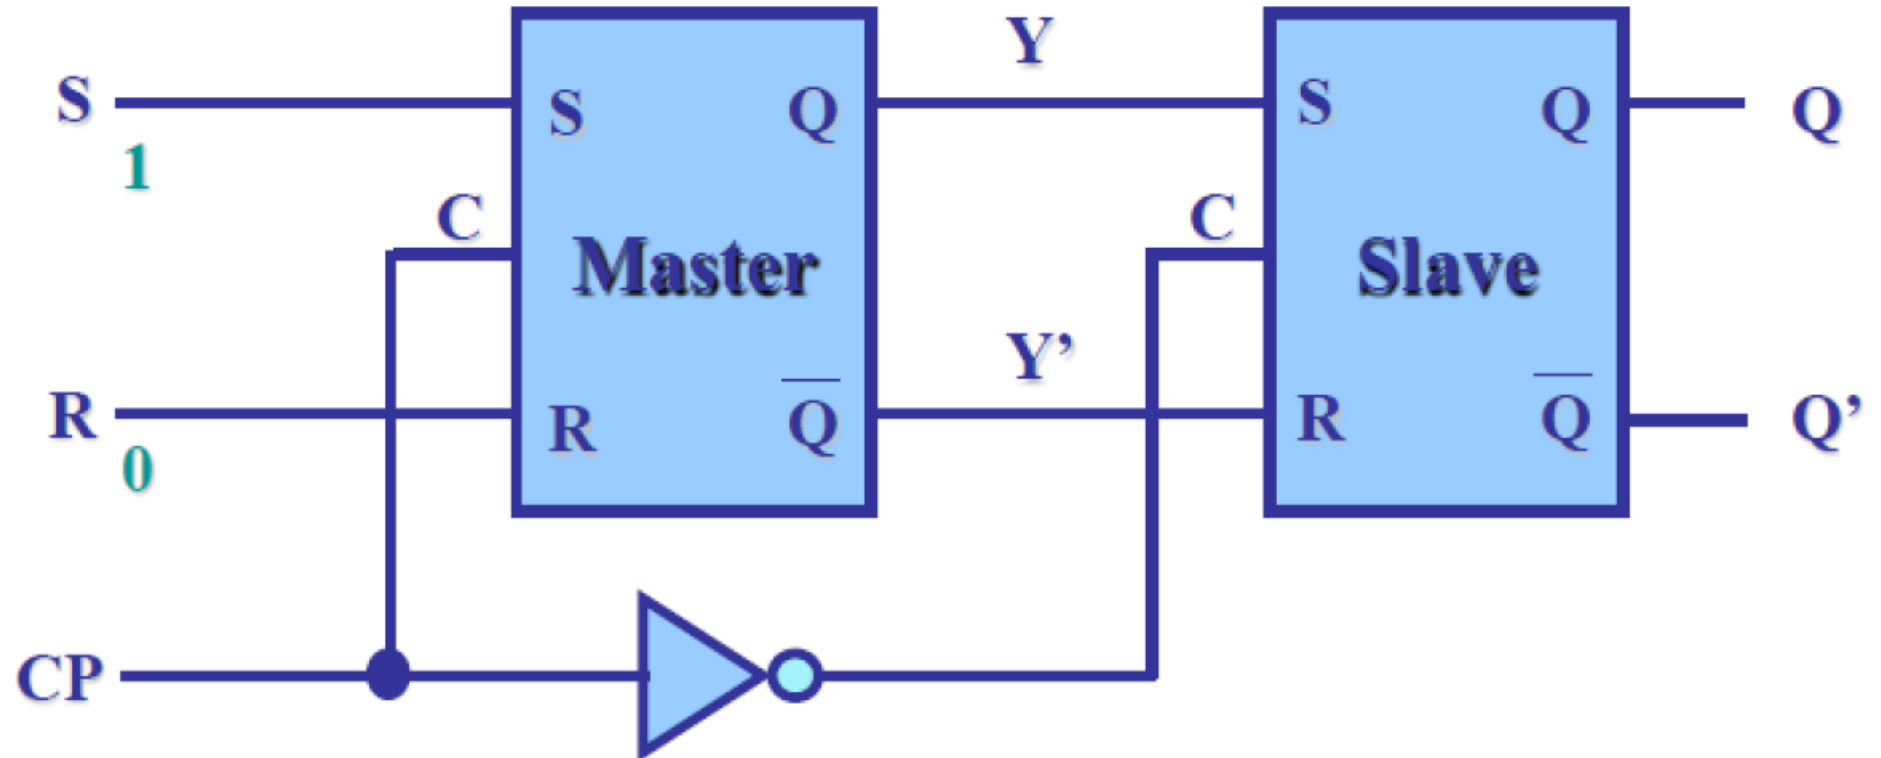 Y
S S Q S Q Q
1
C C
Master Slave
Y’
R R Q R Q Q’
0
CP